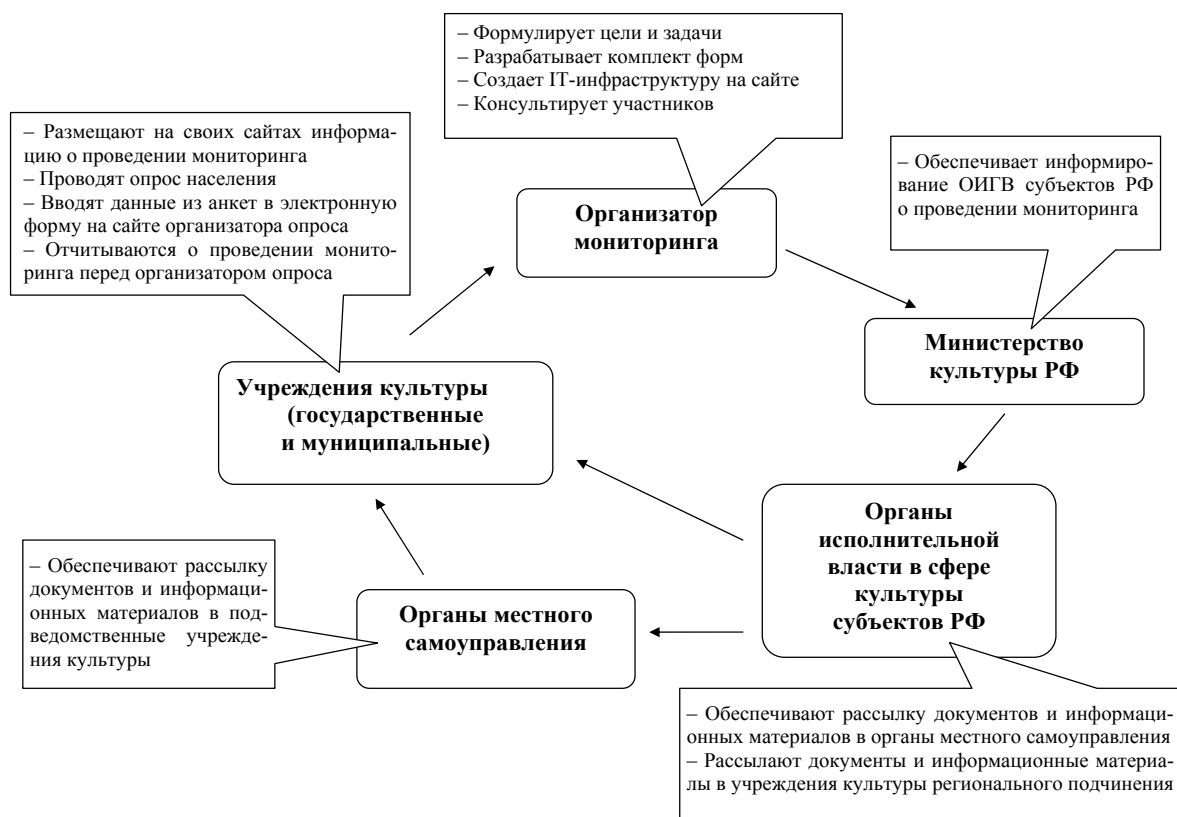 – Формулирует цели и задачи
– Разрабатывает комплект форм
– Создает IT-инфраструктуру на сайте
– Консультирует участников
– Размещают на своих сайтах информа-
цию о проведении мониторинга
– Проводят опрос населения
– Вводят данные из анкет в электронную
форму на сайте организатора опроса
– Отчитываются о проведении монито-
ринга перед организатором опроса
– Обеспечивает информиро-
вание ОИГВ субъектов РФ
о проведении мониторинга
Организатор
мониторинга
Министерство
культуры РФ
Учреждения культуры
(государственные
и муниципальные)
Органы
исполнительной
власти в сфере
культуры
субъектов РФ
– Обеспечивают рассылку
документов и информаци-
онных материалов в под-
ведомственные учрежде-
ния культуры
Органы местного
самоуправления
– Обеспечивают рассылку документов и информаци-
онных материалов в органы местного самоуправления
– Рассылают документы и информационные материа-
лы в учреждения культуры регионального подчинения